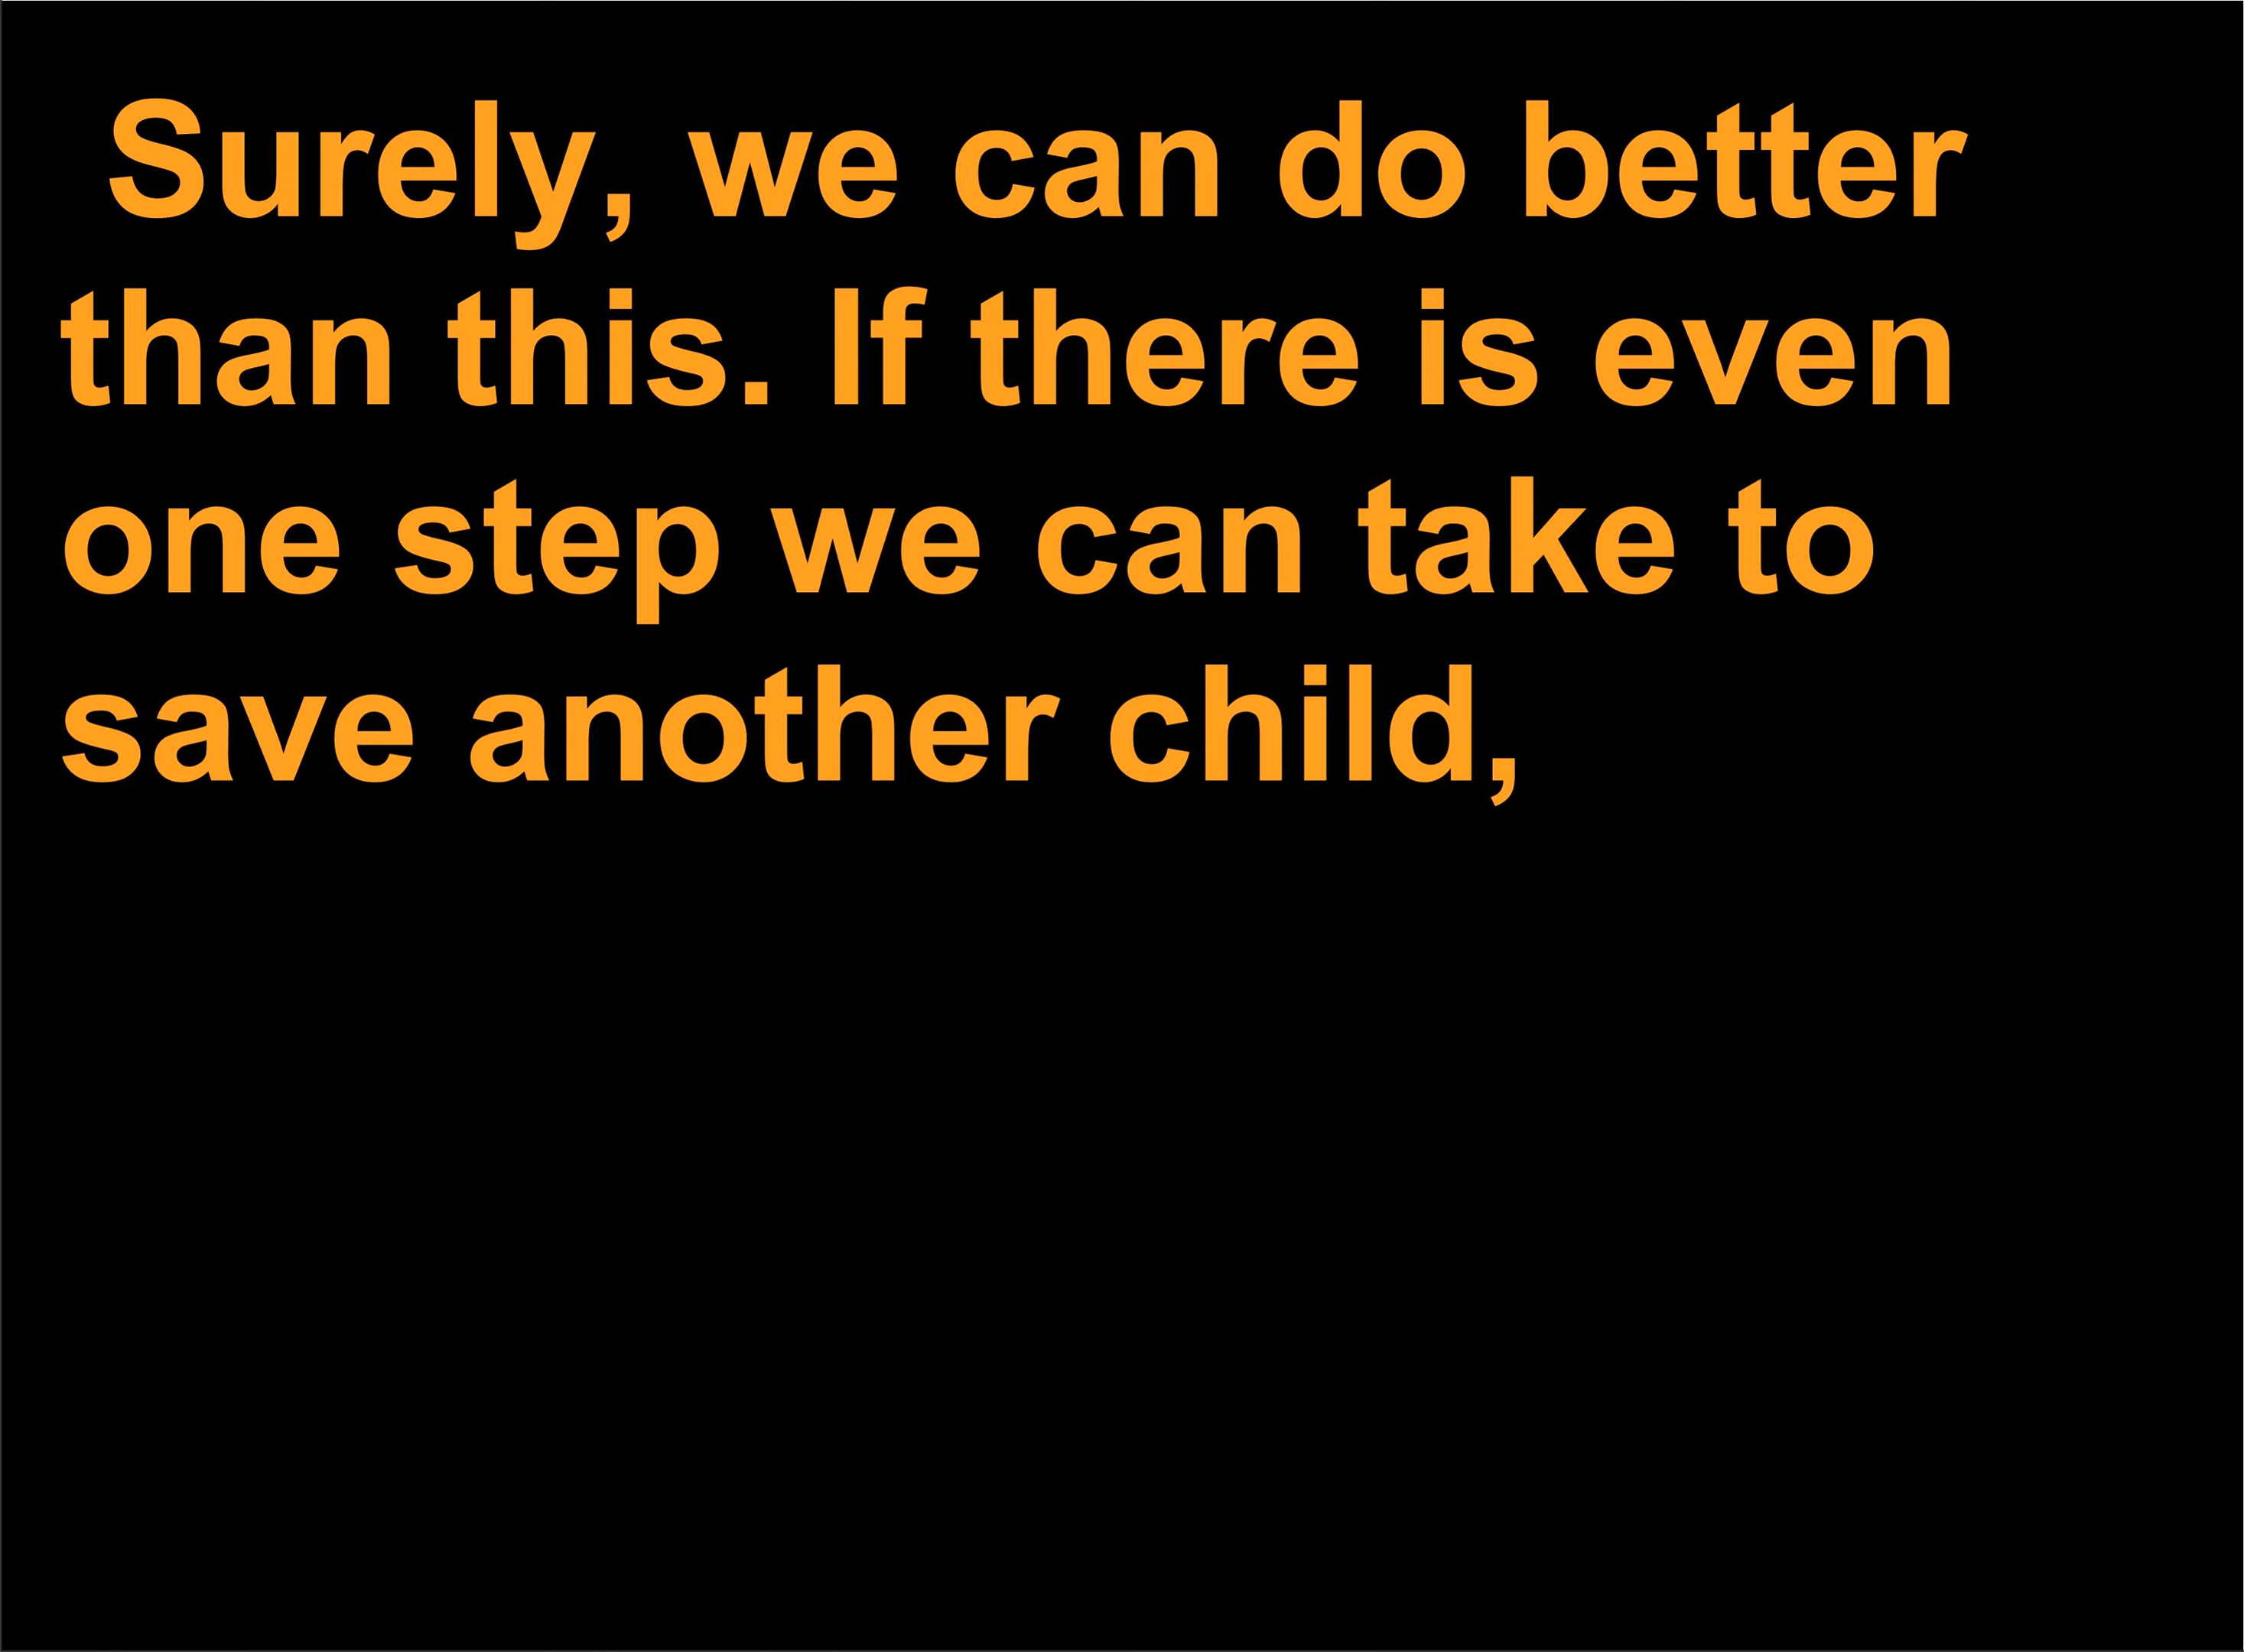 Surely, we can do better
than this. If there is even
one step we can take to
save another child,